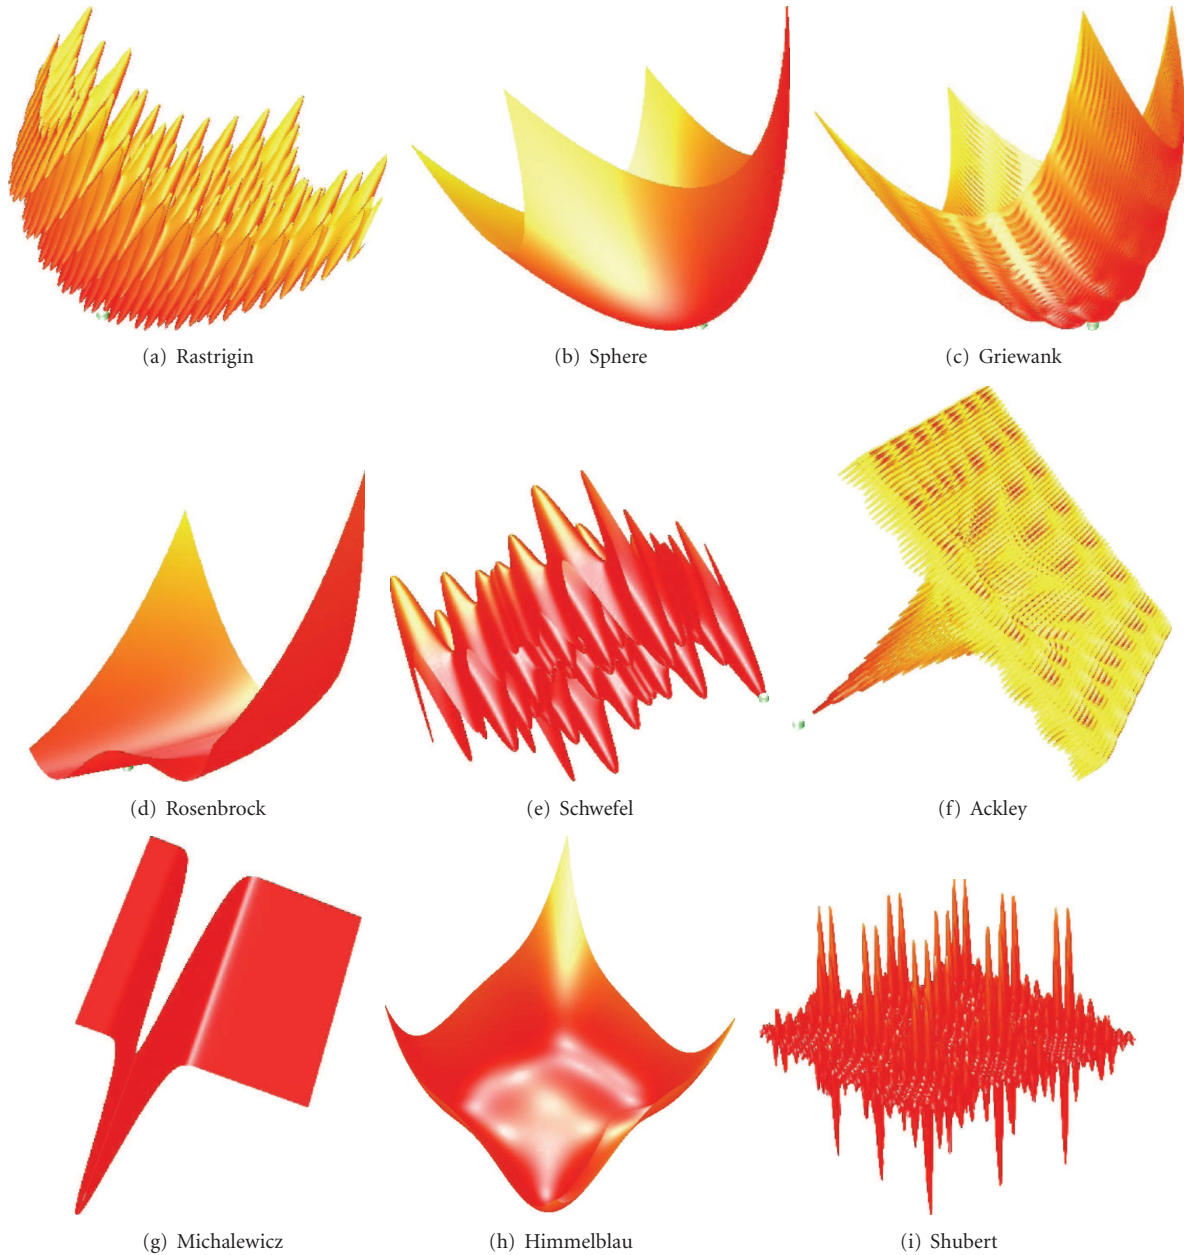 (a) Rastrigin
(b) Sphere
(c) Griewank
(d) Rosenbrock
(e) Schwefel
(f) Ackley
(g) Michalewicz
(h) Himmelblau
(i) Shubert